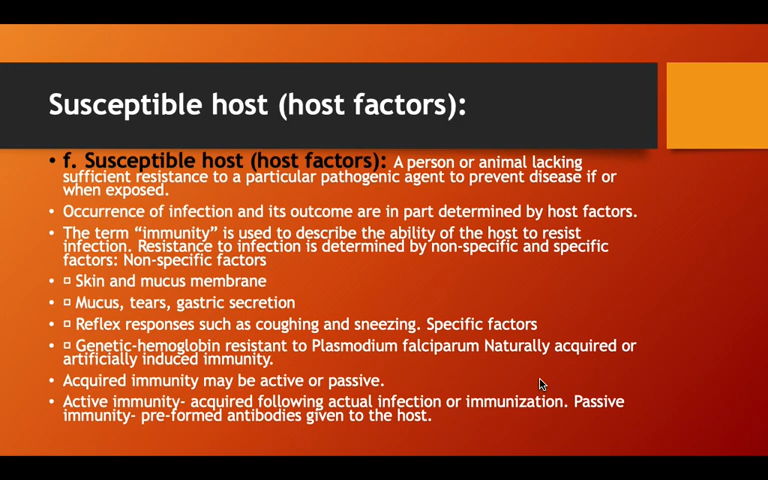 Susceptible host (host factors):
• f. Susceptible host (host factors): A person or animal lacking
sufficient resistance to a particular pathogenic agent to prevent disease if or
when exposed.
• Occurrence of infection and its outcome are in part determined by host factors.
• The term “immunity” is used to describe the ability of the host to resist
infection. Resistance to infection is determined by non-specific and specific
factors: Non-specific factors
• ▫ Skin and mucus membrane
• ▫ Mucus, tears, gastric secretion
• ▫ Reflex responses such as coughing and sneezing. Specific factors
• ▫ Genetic-hemoglobin resistant to Plasmodium falciparum Naturally acquired or
artificially induced immunity.
• Acquired immunity may be active or passive.
• Active immunity- acquired following actual infection or immunization. Passive
immunity- pre-formed antibodies given to the host.